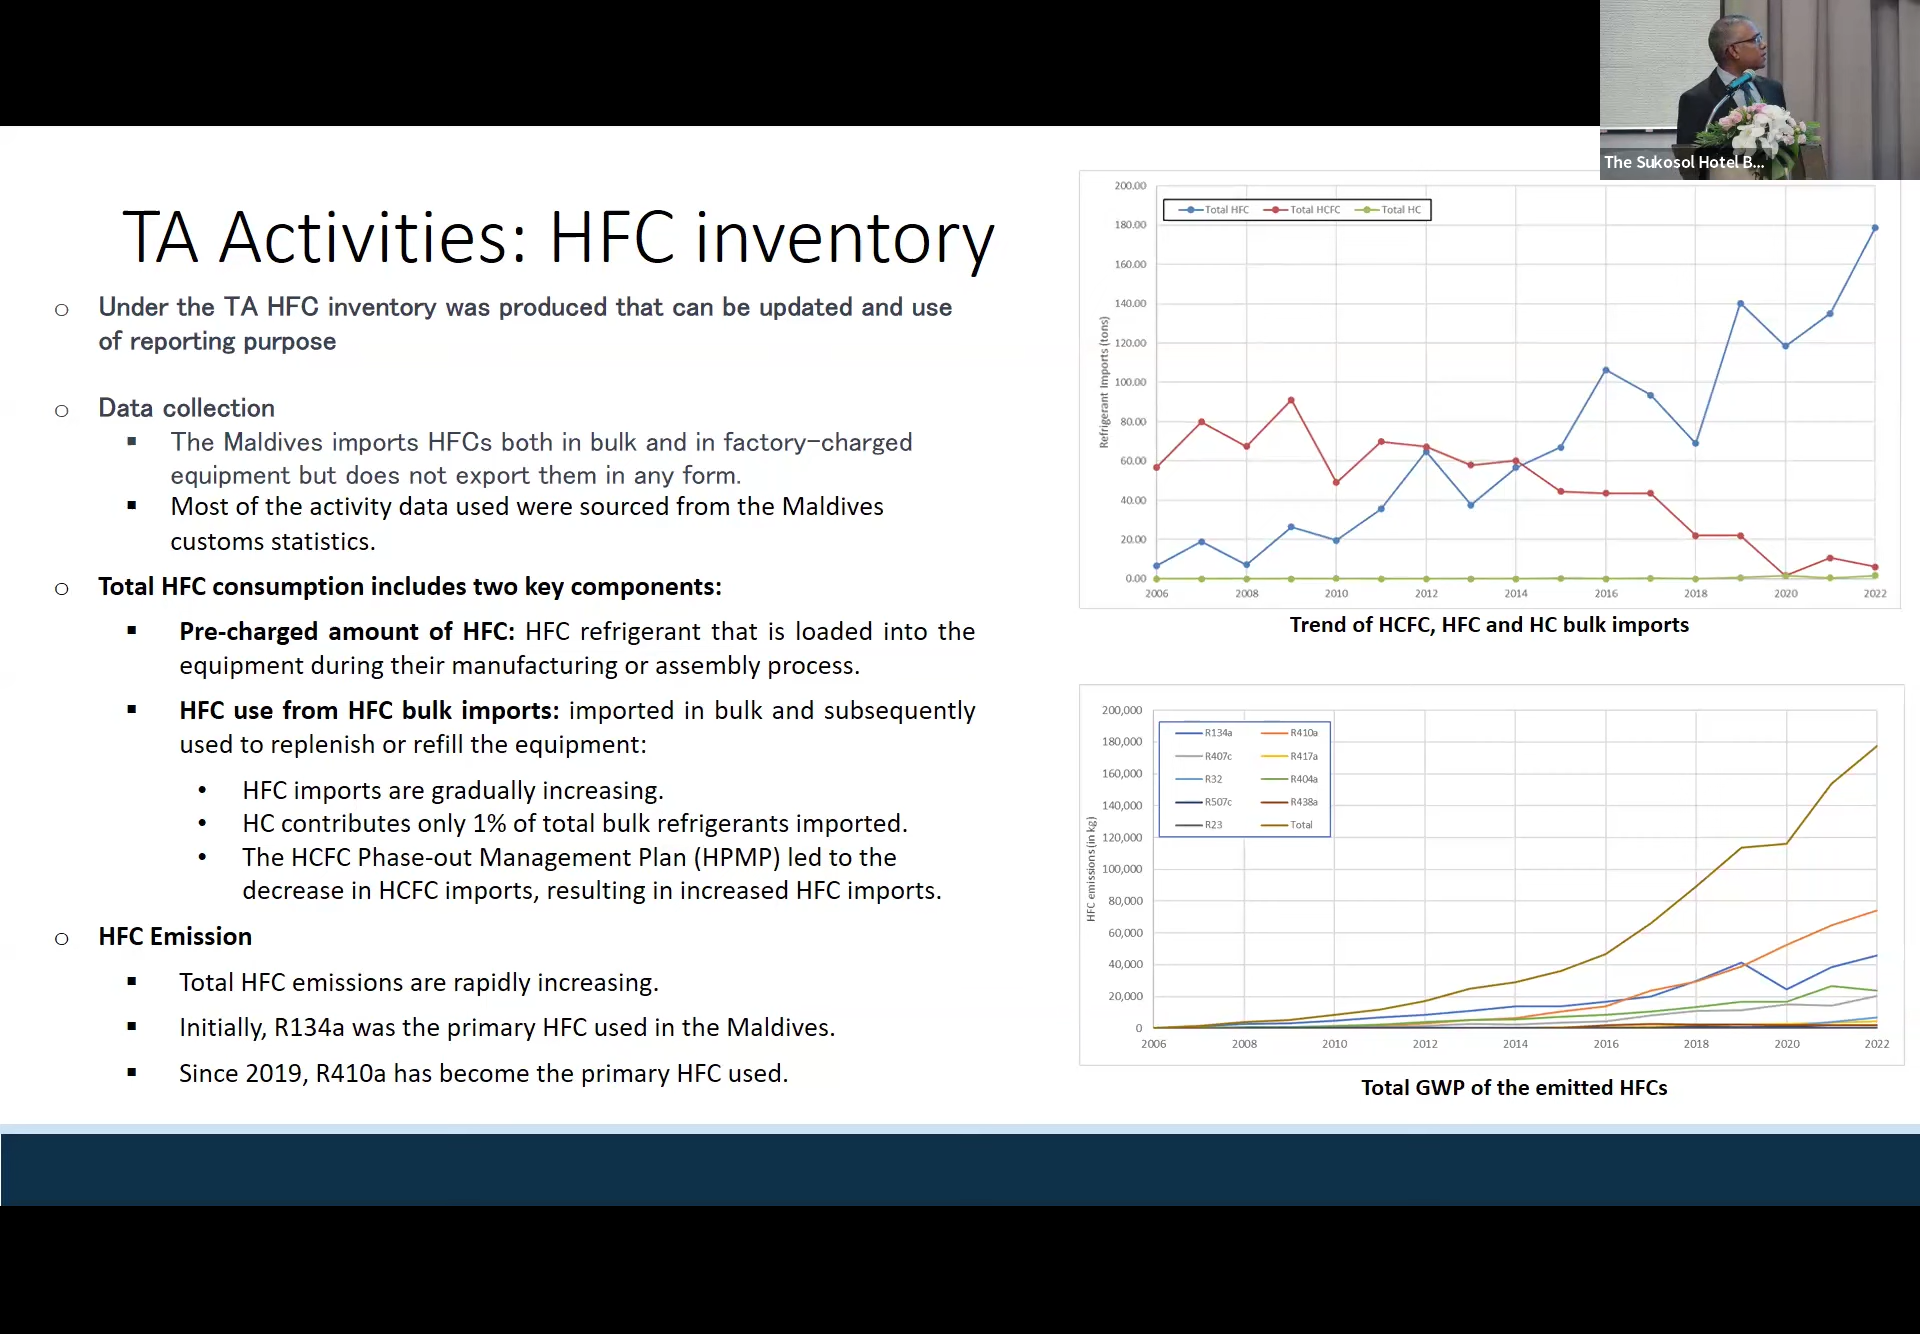 The Sukosol Hotel B...
TA Activities: HFC inventory
o Under the TA HFC inventory was produced that can be updated and use
of reporting purpose
o Data collection
▪ The Maldives imports HFCs both in bulk and in factory-charged
equipment but does not export them in any form.
▪ Most of the activity data used were sourced from the Maldives
customs statistics.
o Total HFC consumption includes two key components:
▪ Pre-charged amount of HFC: HFC refrigerant that is loaded into the
equipment during their manufacturing or assembly process.
▪ HFC use from HFC bulk imports: imported in bulk and subsequently
used to replenish or refill the equipment:
• HFC imports are gradually increasing.
• HC contributes only 1% of total bulk refrigerants imported.
• The HCFC Phase-out Management Plan (HPMP) led to the
decrease in HCFC imports, resulting in increased HFC imports.
o HFC Emission
▪ Total HFC emissions are rapidly increasing.
▪ Initially, R134a was the primary HFC used in the Maldives.
▪ Since 2019, R410a has become the primary HFC used.
Refrigerant Imports (tons)
200.00
180.00
160.00
140.00
120.00
100.00
80.00
60.00
40.00
20.00
0.00
Total HFC Total HCFC Total HC
2006 2008 2010 2012 2014 2016 2018 2020 2022
Trend of HCFC, HFC and HC bulk imports
HFC emissions (in kg)
200,000
180,000
160,000
140,000
120,000
100,000
80,000
60,000
40,000
20,000
0
R134a R410a
R407c R417a
R32 R404a
R507c R438a
R23 Total
2006 2008 2010 2012 2014 2016 2018 2020 2022
Total GWP of the emitted HFCs